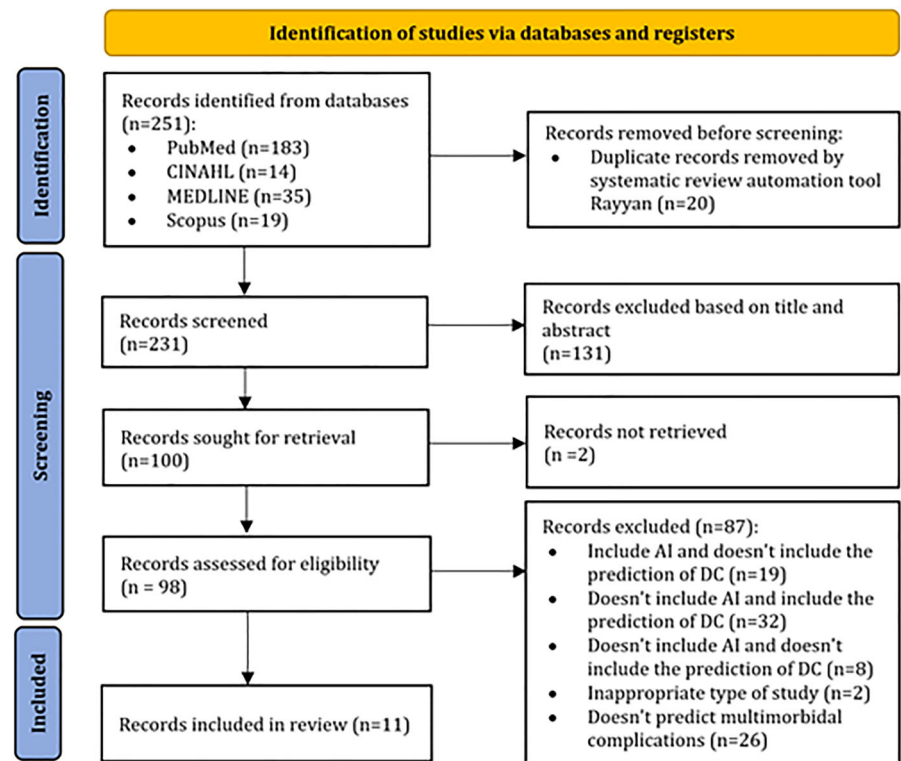 Identification of studies via databases and registers
Identification
Records identified from databases
(n=251):
• PubMed (n=183)
• CINAHL (n=14)
• MEDLINE (n=35)
• Scopus (n=19)
Records removed before screening:
• Duplicate records removed by
systematic review automation tool
Rayyan (n=20)
Screening
Records screened
(n=231)
Records excluded based on title and
abstract
(n=131)
Records sought for retrieval
(n=100)
Records not retrieved
(n =2)
Records assessed for eligibility
(n = 98)
Records excluded (n=87):
• Include AI and doesn't include the
prediction of DC (n=19)
• Doesn't include AI and include the
prediction of DC (n=32)
• Doesn't include AI and doesn't
include the prediction of DC (n=8)
• Inappropriate type of study (n=2)
• Doesn't predict multimorbidal
complications (n=26)
Included
Records included in review (n=11)